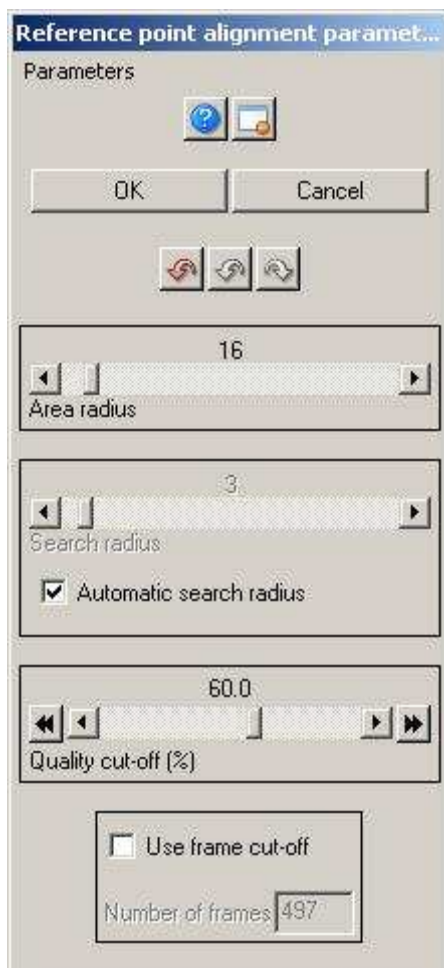 Reference point alignment paramet...
Parameters
?
OK Cancel
16
Area radius
3
Search radius
Automatic search radius
60.0
Quality cut-off (%)
Use frame cut-off
Number of frames 497